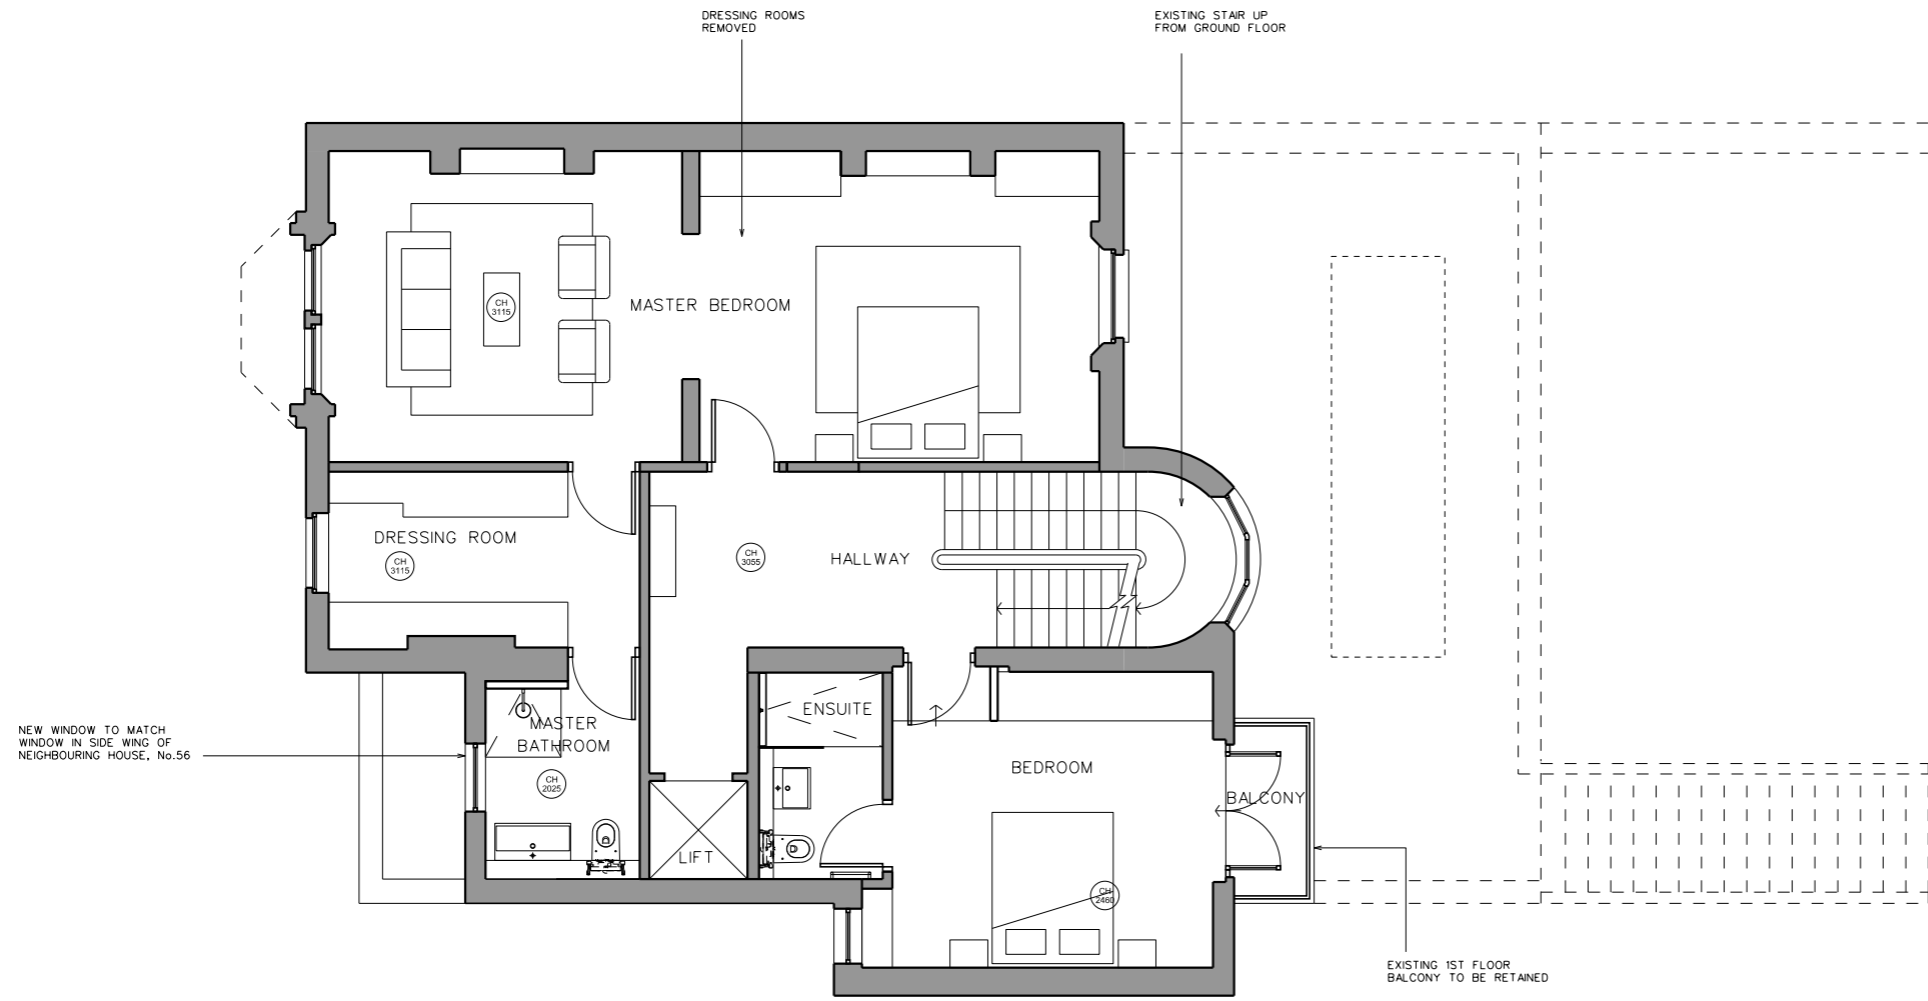 DRESSING ROOMS
REMOVED
EXISTING STAIR UP
FROM GROUND FLOOR
CH
3115
MASTER BEDROOM
DRESSING ROOM
CH
3115
CH
3055
HALLWAY
NEW WINDOW TO MATCH
WINDOW IN SIDE WING OF
NEIGHBOURING HOUSE, No.56
MASTER
BATHROOM
CH
2025
ENSUITE
LIFT
BEDROOM
BALCONY
CH
2460
EXISTING 1ST FLOOR
BALCONY TO BE RETAINED